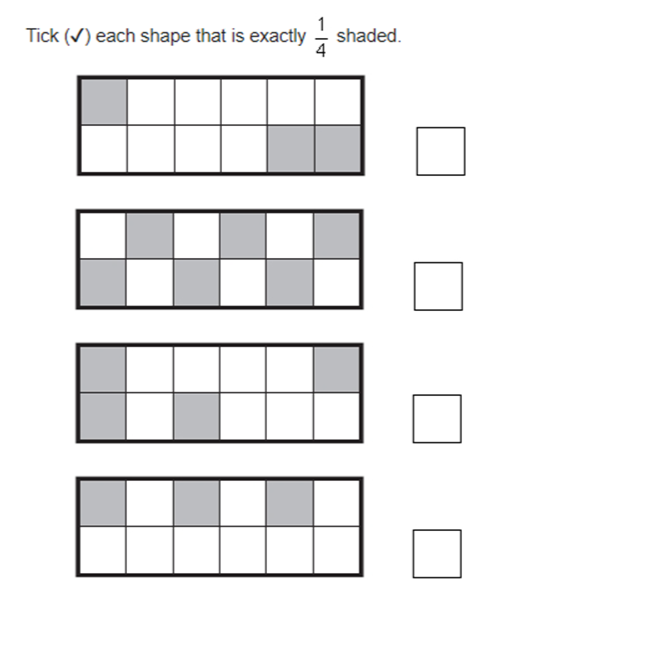 Tick (✓) each shape that is exactly 1/4 shaded.